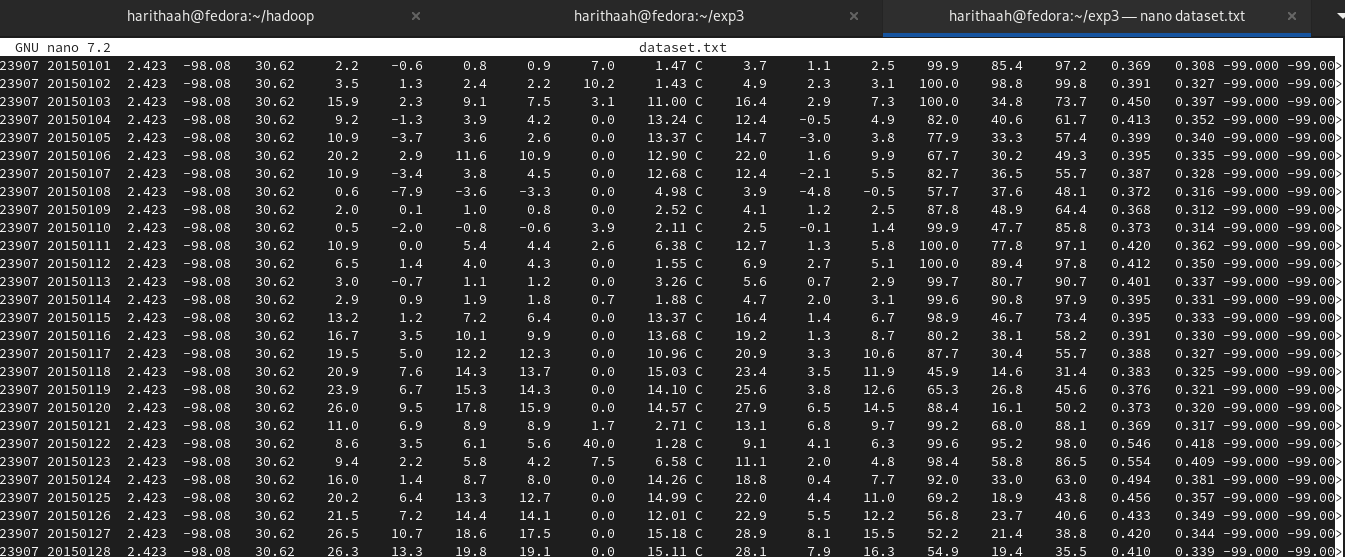 harithaah@fedora:~/hadoop × harithaah@fedora:~/exp3 × harithaah@fedora:~/exp3 — nano dataset.txt ×
GNU nano 7.2 dataset.txt
23907 20150101 2.423 -98.08 30.62 2.2 -0.6 0.8 0.9 7.0 1.47 C 3.7 1.1 2.5 99.9 85.4 97.2 0.369 0.308 -99.000 -99.00>
23907 20150102 2.423 -98.08 30.62 3.5 1.3 2.4 2.2 10.2 1.43 C 4.9 2.3 3.1 100.0 98.8 99.8 0.391 0.327 -99.000 -99.00>
23907 20150103 2.423 -98.08 30.62 15.9 2.3 9.1 7.5 3.1 11.00 C 16.4 2.9 7.3 100.0 34.8 73.7 0.450 0.397 -99.000 -99.00>
23907 20150104 2.423 -98.08 30.62 9.2 -1.3 3.9 4.2 0.0 13.24 C 12.4 -0.5 4.9 82.0 40.6 61.7 0.413 0.352 -99.000 -99.00>
23907 20150105 2.423 -98.08 30.62 10.9 -3.7 3.6 2.6 0.0 13.37 C 14.7 -3.0 3.8 77.9 33.3 57.4 0.399 0.340 -99.000 -99.00>
23907 20150106 2.423 -98.08 30.62 20.2 2.9 11.6 10.9 0.0 12.90 C 22.0 1.6 9.9 67.7 30.2 49.3 0.395 0.335 -99.000 -99.00>
23907 20150107 2.423 -98.08 30.62 10.9 -3.4 3.8 4.5 0.0 12.68 C 12.4 -2.1 5.5 82.7 36.5 55.7 0.387 0.328 -99.000 -99.00>
23907 20150108 2.423 -98.08 30.62 0.6 -7.9 -3.6 -3.3 0.0 4.98 C 3.9 -4.8 -0.5 57.7 37.6 48.1 0.372 0.316 -99.000 -99.00>
23907 20150109 2.423 -98.08 30.62 2.0 0.1 1.0 0.8 0.0 2.52 C 4.1 1.2 2.5 87.8 48.9 64.4 0.368 0.312 -99.000 -99.00>
23907 20150110 2.423 -98.08 30.62 0.5 -2.0 -0.8 -0.6 3.9 2.11 C 2.5 -0.1 1.4 99.9 47.7 85.8 0.373 0.314 -99.000 -99.00>
23907 20150111 2.423 -98.08 30.62 10.9 0.0 5.4 4.4 2.6 6.38 C 12.7 1.3 5.8 100.0 77.8 97.1 0.420 0.362 -99.000 -99.00>
23907 20150112 2.423 -98.08 30.62 6.5 1.4 4.0 4.3 0.0 1.55 C 6.9 2.7 5.1 100.0 89.4 97.8 0.412 0.350 -99.000 -99.00>
23907 20150113 2.423 -98.08 30.62 3.0 -0.7 1.1 1.2 0.0 3.26 C 5.6 0.7 2.9 99.7 80.7 90.7 0.401 0.337 -99.000 -99.00>
23907 20150114 2.423 -98.08 30.62 2.9 0.9 1.9 1.8 0.7 1.88 C 4.7 2.0 3.1 99.6 90.8 97.9 0.395 0.331 -99.000 -99.00>
23907 20150115 2.423 -98.08 30.62 13.2 1.2 7.2 6.4 0.0 13.37 C 16.4 1.4 6.7 98.9 46.7 73.4 0.395 0.333 -99.000 -99.00>
23907 20150116 2.423 -98.08 30.62 16.7 3.5 10.1 9.9 0.0 13.68 C 19.2 1.3 8.7 80.2 38.1 58.2 0.391 0.330 -99.000 -99.00>
23907 20150117 2.423 -98.08 30.62 19.5 5.0 12.2 12.3 0.0 10.96 C 20.9 3.3 10.6 87.7 30.4 55.7 0.388 0.327 -99.000 -99.00>
23907 20150118 2.423 -98.08 30.62 20.9 7.6 14.3 13.7 0.0 15.03 C 23.4 3.5 11.9 45.9 14.6 31.4 0.383 0.325 -99.000 -99.00>
23907 20150119 2.423 -98.08 30.62 23.9 6.7 15.3 14.3 0.0 14.10 C 25.6 3.8 12.6 65.3 26.8 45.6 0.376 0.321 -99.000 -99.00>
23907 20150120 2.423 -98.08 30.62 26.0 9.5 17.8 15.9 0.0 14.57 C 27.9 6.5 14.5 88.4 16.1 50.2 0.373 0.320 -99.000 -99.00>
23907 20150121 2.423 -98.08 30.62 11.0 6.9 8.9 8.9 1.7 2.71 C 13.1 6.8 9.7 99.2 68.0 88.1 0.369 0.317 -99.000 -99.00>
23907 20150122 2.423 -98.08 30.62 8.6 3.5 6.1 5.6 40.0 1.28 C 9.1 4.1 6.3 99.6 95.2 98.0 0.546 0.418 -99.000 -99.00>
23907 20150123 2.423 -98.08 30.62 9.4 2.2 5.8 4.2 7.5 6.58 C 11.1 2.0 4.8 98.4 58.8 86.5 0.554 0.409 -99.000 -99.00>
23907 20150124 2.423 -98.08 30.62 16.0 1.4 8.7 8.0 0.0 14.26 C 18.8 0.4 7.7 92.0 33.0 63.0 0.494 0.381 -99.000 -99.00>
23907 20150125 2.423 -98.08 30.62 20.2 6.4 13.3 12.7 0.0 14.99 C 22.0 4.4 11.0 69.2 18.9 43.8 0.456 0.357 -99.000 -99.00>
23907 20150126 2.423 -98.08 30.62 21.5 7.2 14.4 14.1 0.0 12.01 C 22.9 5.5 12.2 56.8 23.7 40.6 0.433 0.349 -99.000 -99.00>
23907 20150127 2.423 -98.08 30.62 26.5 10.7 18.6 17.5 0.0 15.18 C 28.9 8.1 15.5 52.2 21.4 38.8 0.420 0.344 -99.000 -99.00>
23907 20150128 2.423 -98.08 30.62 26.3 13.3 19.8 19.1 0.0 15.11 C 28.1 7.9 16.3 54.9 19.4 35.5 0.410 0.339 -99.000 -99.00>